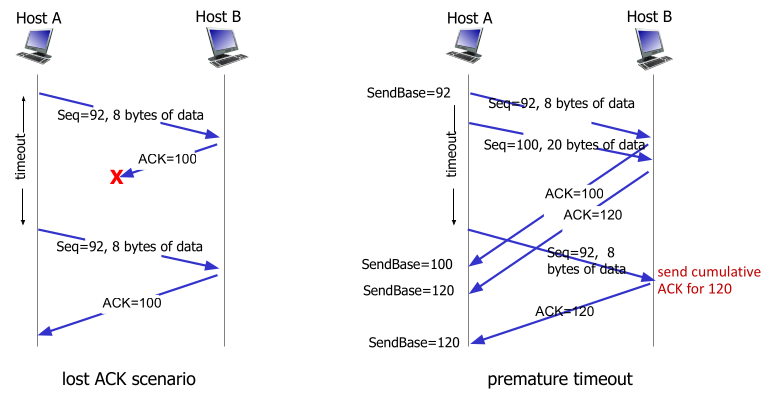 Host A
Host B
timeout
Seq=92, 8 bytes of data
ACK=100
X
Seq=92, 8 bytes of data
ACK=100
lost ACK scenario
Host A
Host B
SendBase=92
timeout
Seq=92, 8 bytes of data
Seq=100, 20 bytes of data
ACK=100
ACK=120
SendBase=100
SendBase=120
Seq=92, 8
bytes of data
send cumulative
ACK for 120
ACK=120
SendBase=120
premature timeout